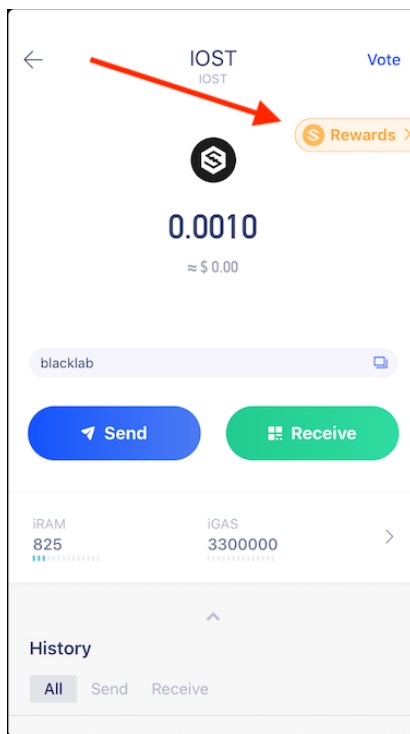 IOST
Vote
IOST
Rewards
0.0010
≈ $ 0.00
blacklab
Send
Receive
iRAM
iGAS
825
3300000
History
All Send Receive